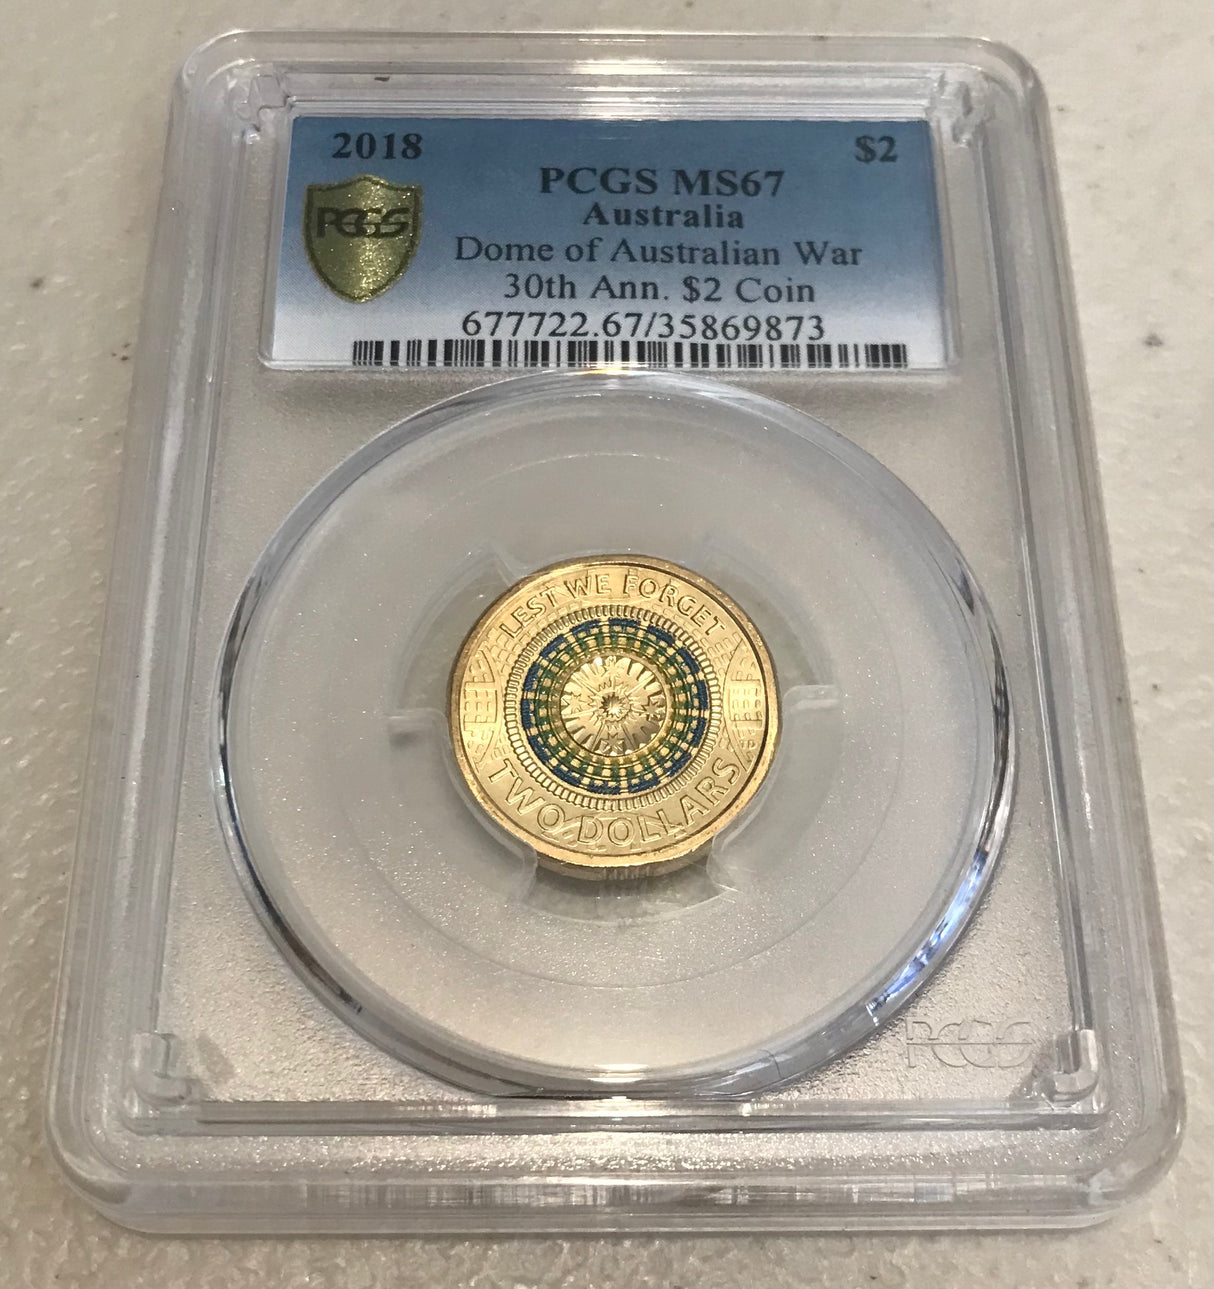 2018 $2
PCGS MS67
PCGS
Australia
Dome of Australian War
30th Ann. $2 Coin
677722.67/35869873
LEST WE FORGET
TWO DOLLARS
PCGS